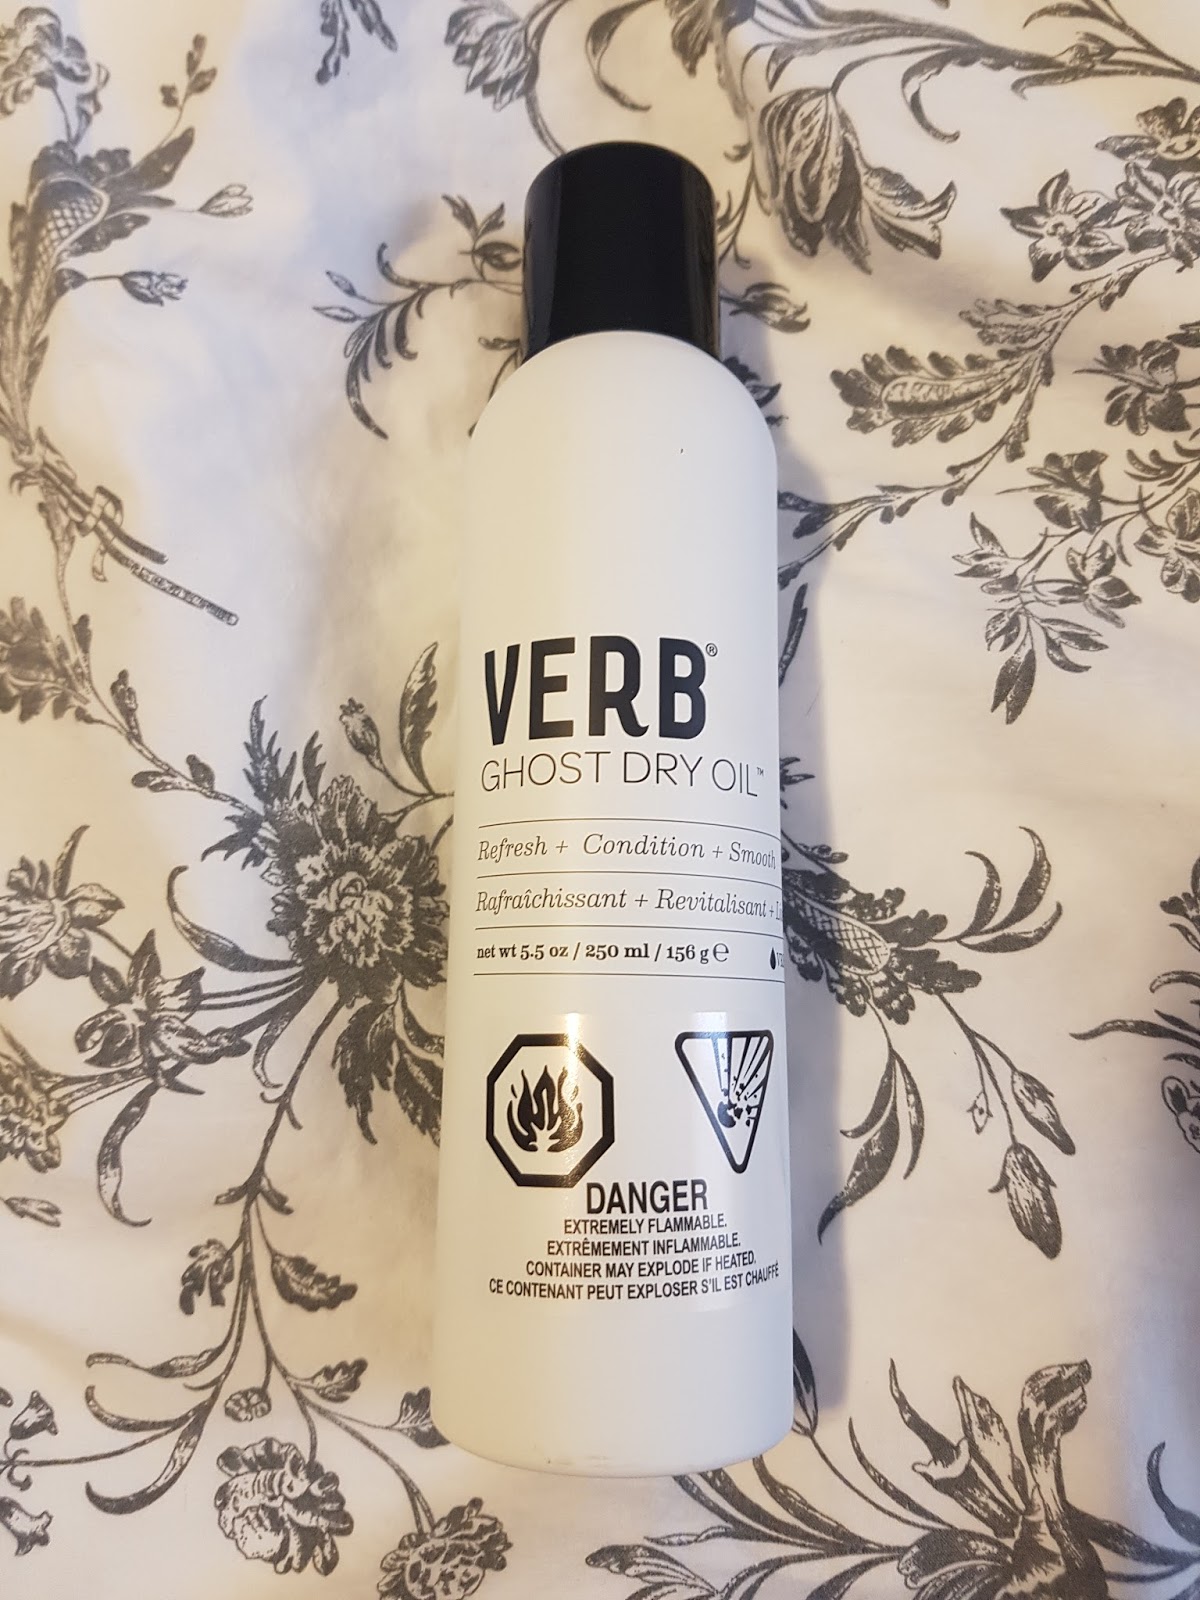 VERB®
GHOST DRY OIL™
Refresh + Condition + Smooth
Rafraîchissant + Revitalisant +
net wt 5.5 oz / 250 ml / 156 g ℮
DANGER
EXTREMELY FLAMMABLE.
EXTRÊMEMENT INFLAMMABLE.
CONTAINER MAY EXPLODE IF HEATED.
CE CONTENANT PEUT EXPLOSER S'IL EST CHAUFFÉ